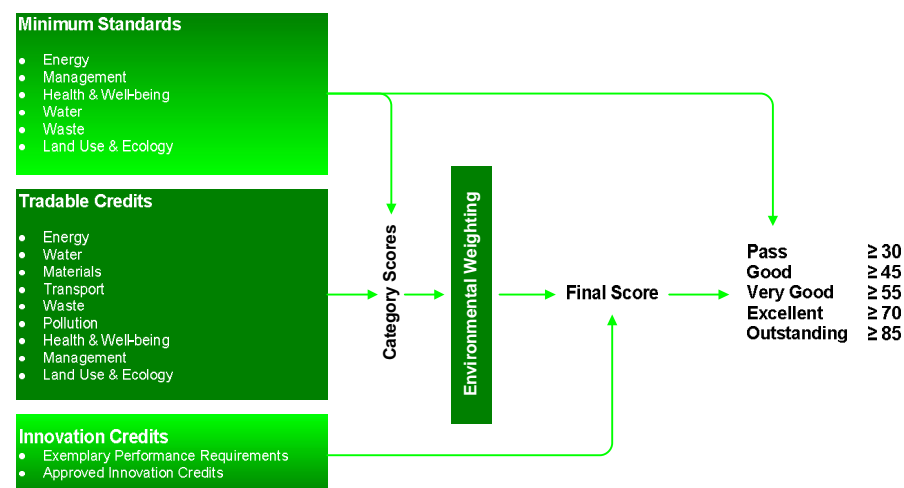 Minimum Standards
● Energy
● Management
● Health & Well-being
● Water
● Waste
● Land Use & Ecology
Tradable Credits
● Energy
● Water
● Materials
● Transport
● Waste
● Pollution
● Health & Well-being
● Management
● Land Use & Ecology
Innovation Credits
● Exemplary Performance Requirements
● Approved Innovation Credits
Category Scores
Environmental Weighting
Final Score
Pass ≥ 30
Good ≥ 45
Very Good ≥ 55
Excellent ≥ 70
Outstanding ≥ 85